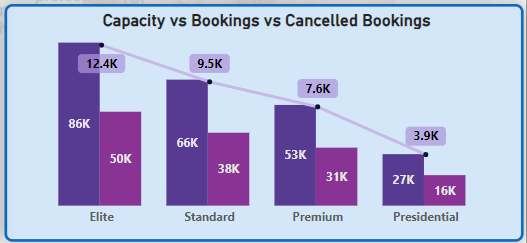 Capacity vs Bookings vs Cancelled Bookings
12.4K
9.5K
7.6K
3.9K
86K
50K
66K
38K
53K
31K
27K
16K
Elite
Standard
Premium
Presidential